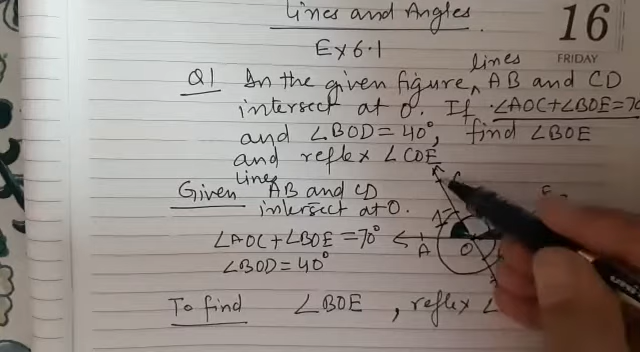 Lines and Angles.
16
FRIDAY
Ex 6.1
Q1 In the given figure, lines AB and CD
intersect at O. If ∠AOC+∠BOE=70
and ∠BOD=40°, find ∠BOE
and reflex ∠COE
Given lines AB and CD
intersect at O.
∠AOC+∠BOE=70°
∠BOD=40°
A O
E
To find ∠BOE, reflex ∠